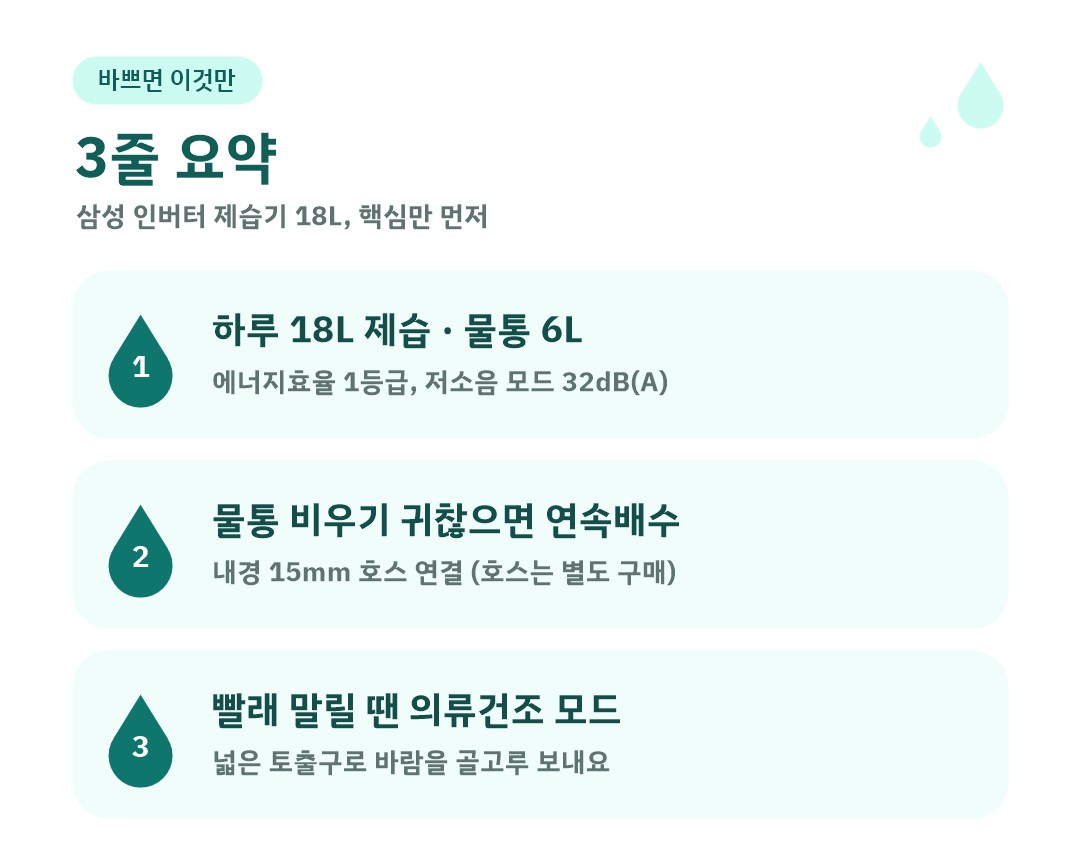 바쁘면 이것만
3줄 요약
삼성 인버터 제습기 18L, 핵심만 먼저
1
하루 18L 제습 · 물통 6L
에너지효율 1등급, 저소음 모드 32dB(A)
2
물통 비우기 귀찮으면 연속배수
내경 15mm 호스 연결 (호스는 별도 구매)
3
빨래 말릴 땐 의류건조 모드
넓은 토출구로 바람을 골고루 보내요